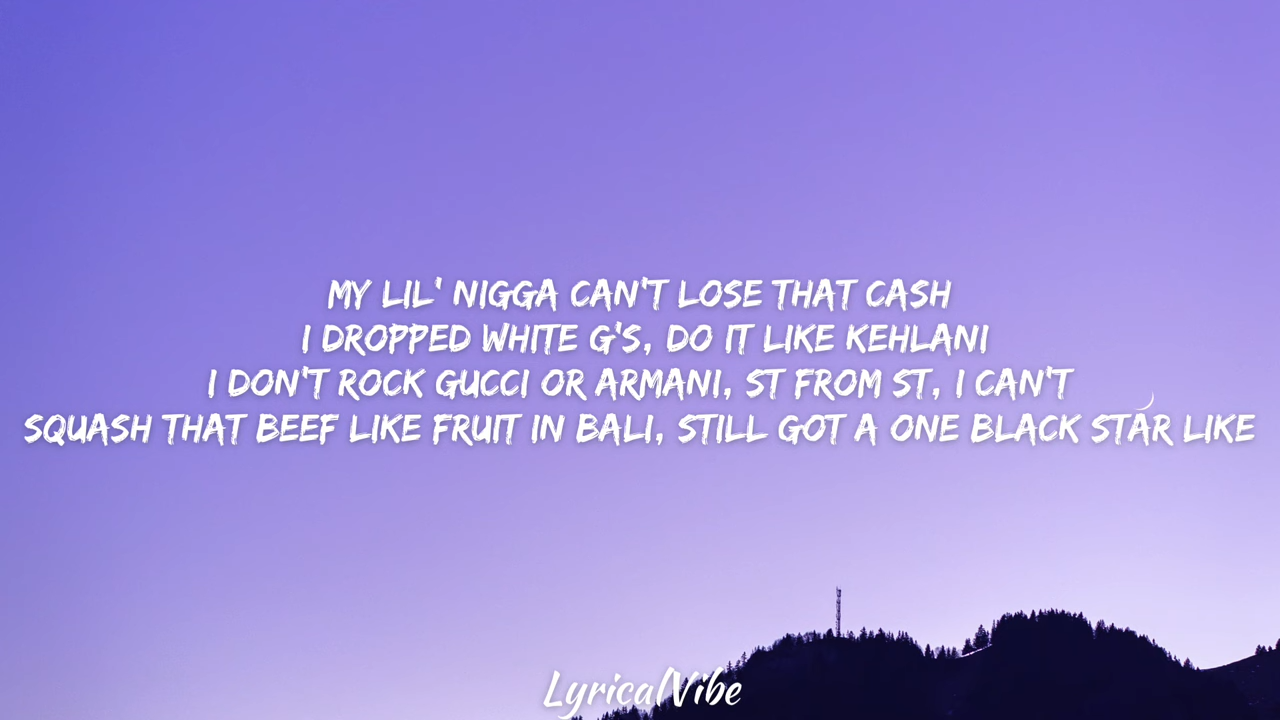 MY LIL' NIGGA CAN'T LOSE THAT CASH
I DROPPED WHITE G'S, DO IT LIKE KEHLANI
I DON'T ROCK GUCCI OR ARMANI, ST FROM ST, I CAN'T
SQUASH THAT BEEF LIKE FRUIT IN BALI, STILL GOT A ONE BLACK STAR LIKE
LyricalVibe